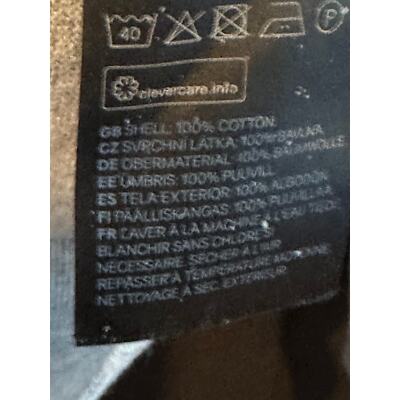 40 P
clevercare.info
GB SHELL: 100% COTTON
CZ SVRCHNÍ LÁTKA: 100% BAVLNA
DE OBERMATERIAL: 100% BAUMWOLLE
EE ÜMBRIS: 100% PUUVILL
ES TELA EXTERIOR: 100% ALGODÓN
FI PÄÄLLISKANGAS: 100% PUUVILLAA
FR LAVER À LA MACHINE À L'EAU TIÈDE
BLANCHIR SANS CHLORE SI
NÉCESSAIRE. SÉCHER À L'AIR
REPASSER À TEMPÉRATURE MOYENNE
NETTOYAGE À SEC. EXTÉRIEUR